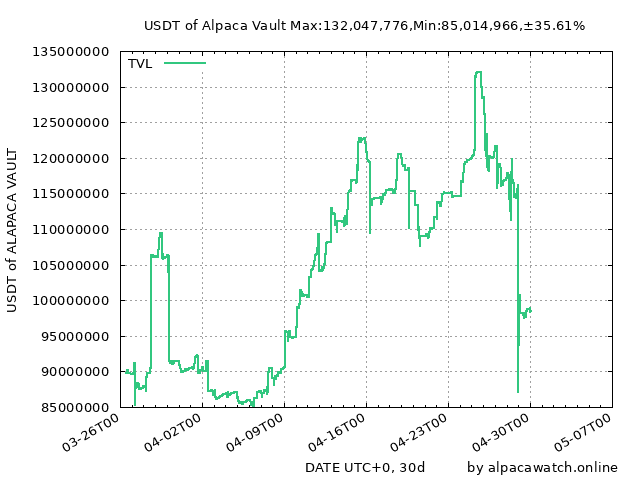 USDT of Alpaca Vault Max:132,047,776,Min:85,014,966,±35.61%
135000000
TVL
130000000
125000000
120000000
115000000
110000000
105000000
100000000
95000000
90000000
85000000
USDT of ALAPACA VAULT
03-26T00
04-02T00
04-09T00
04-16T00
04-23T00
04-30T00
05-07T00
DATE UTC+0, 30d
by alpacawatch.online